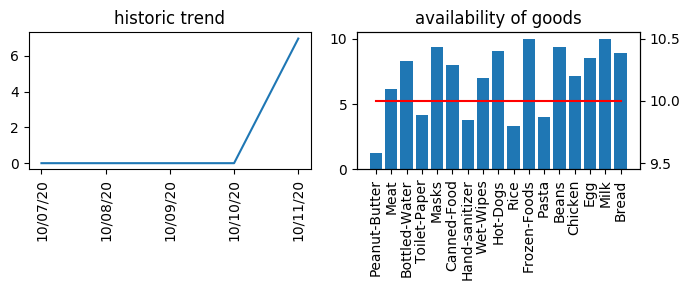 historic trend
6
4
2
0
10/07/20
10/08/20
10/09/20
10/10/20
10/11/20
availability of goods
10
5
0
10.5
10.0
9.5
Peanut-Butter
Meat
Bottled-Water
Toilet-Paper
Masks
Canned-Food
Hand-sanitizer
Wet-Wipes
Hot-Dogs
Rice
Frozen-Foods
Pasta
Beans
Chicken
Egg
Milk
Bread